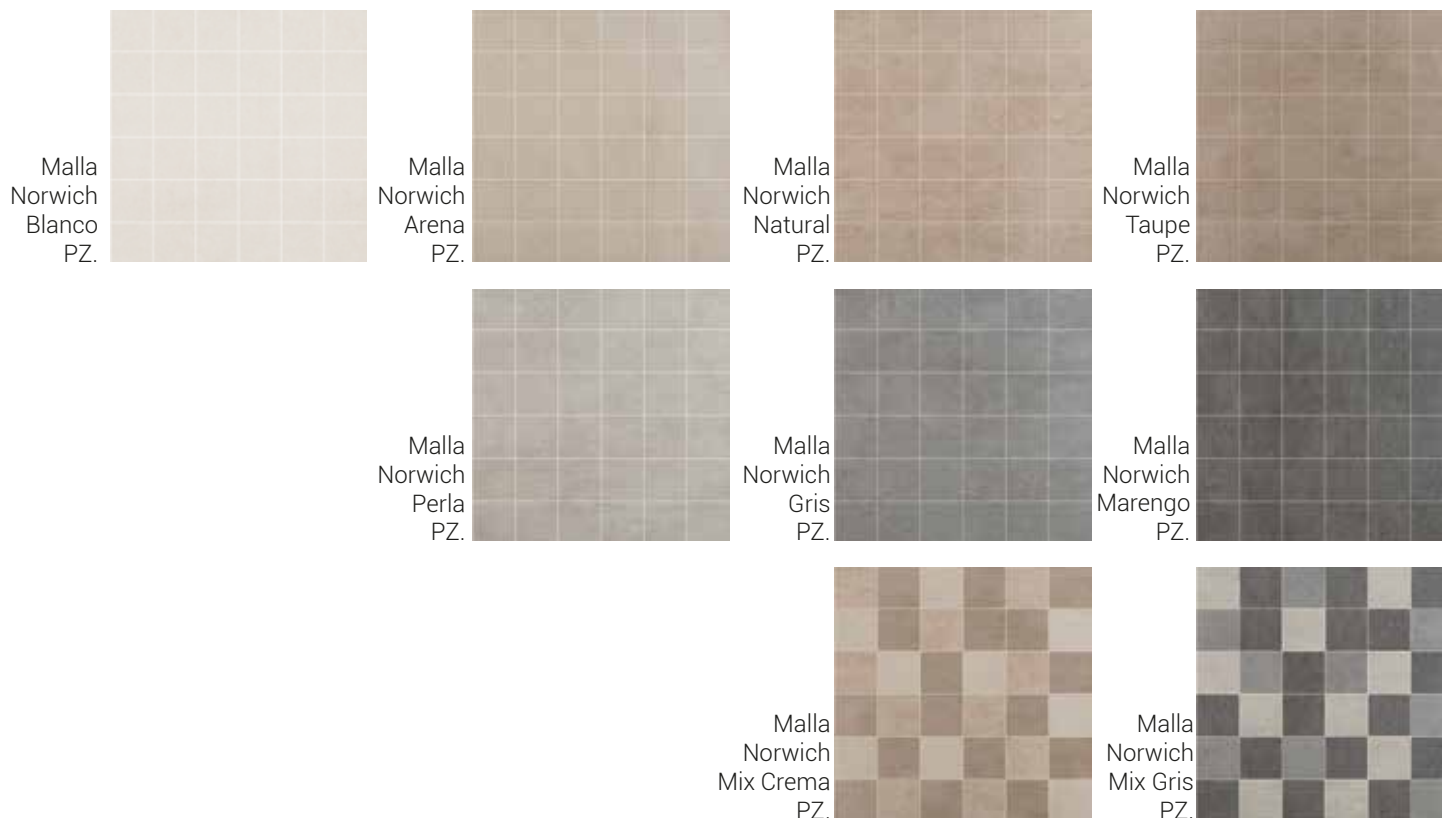 Malla
Norwich
Blanco
PZ.
Malla
Norwich
Arena
PZ.
Malla
Norwich
Natural
PZ.
Malla
Norwich
Taupe
PZ.
Malla
Norwich
Perla
PZ.
Malla
Norwich
Gris
PZ.
Malla
Norwich
Marengo
PZ.
Malla
Norwich
Mix Crema
PZ.
Malla
Norwich
Mix Gris
PZ.